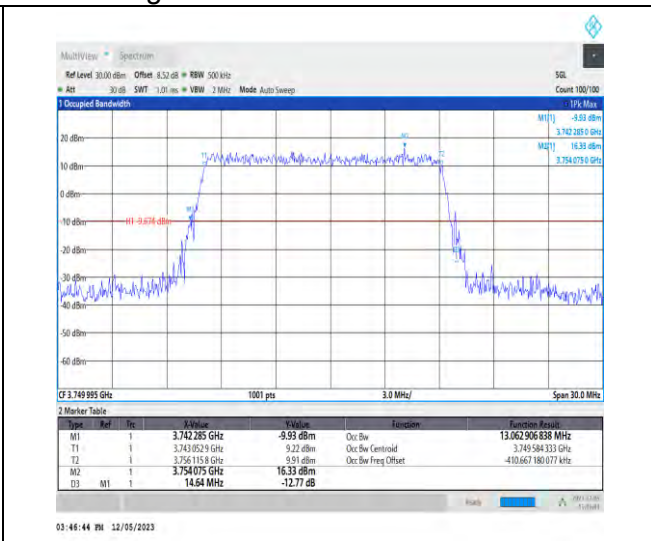 MultiView Spectrum
Ref Level 30.00 dBm Offset 8.52 dB RBW 500 kHz SGL
Att 30 dB SWT 1.01 ms VBW 2 MHz Mode Auto Sweep Count 100/100
1 Occupied Bandwidth 1Pk Max
M1[1] -9.93 dBm
3.742 285 0 GHz
M2[1] 16.33 dBm
3.754 075 0 GHz
20 dBm
10 dBm
0 dBm
-10 dBm
H1 -9.674 dBm
-20 dBm
-30 dBm
-40 dBm
-50 dBm
-60 dBm
M2
T1
T2
M1
CF 3.749 995 GHz 1001 pts 3.0 MHz/ Span 30.0 MHz
2 Marker Table
Type Ref Trc X-Value Y-Value Function Function Result
M1 1 3.742 285 GHz -9.93 dBm Occ Bw 13.062 906 838 MHz
T1 1 3.743 052 9 GHz 9.22 dBm Occ Bw Centroid 3.749 584 333 GHz
T2 1 3.756 115 8 GHz 9.91 dBm Occ Bw Freq Offset -410.667 180 077 kHz
M2 1 3.754 075 GHz 16.33 dBm
D3 M1 1 14.64 MHz -12.77 dB
Ready
03:46:44 PM 12/05/2023